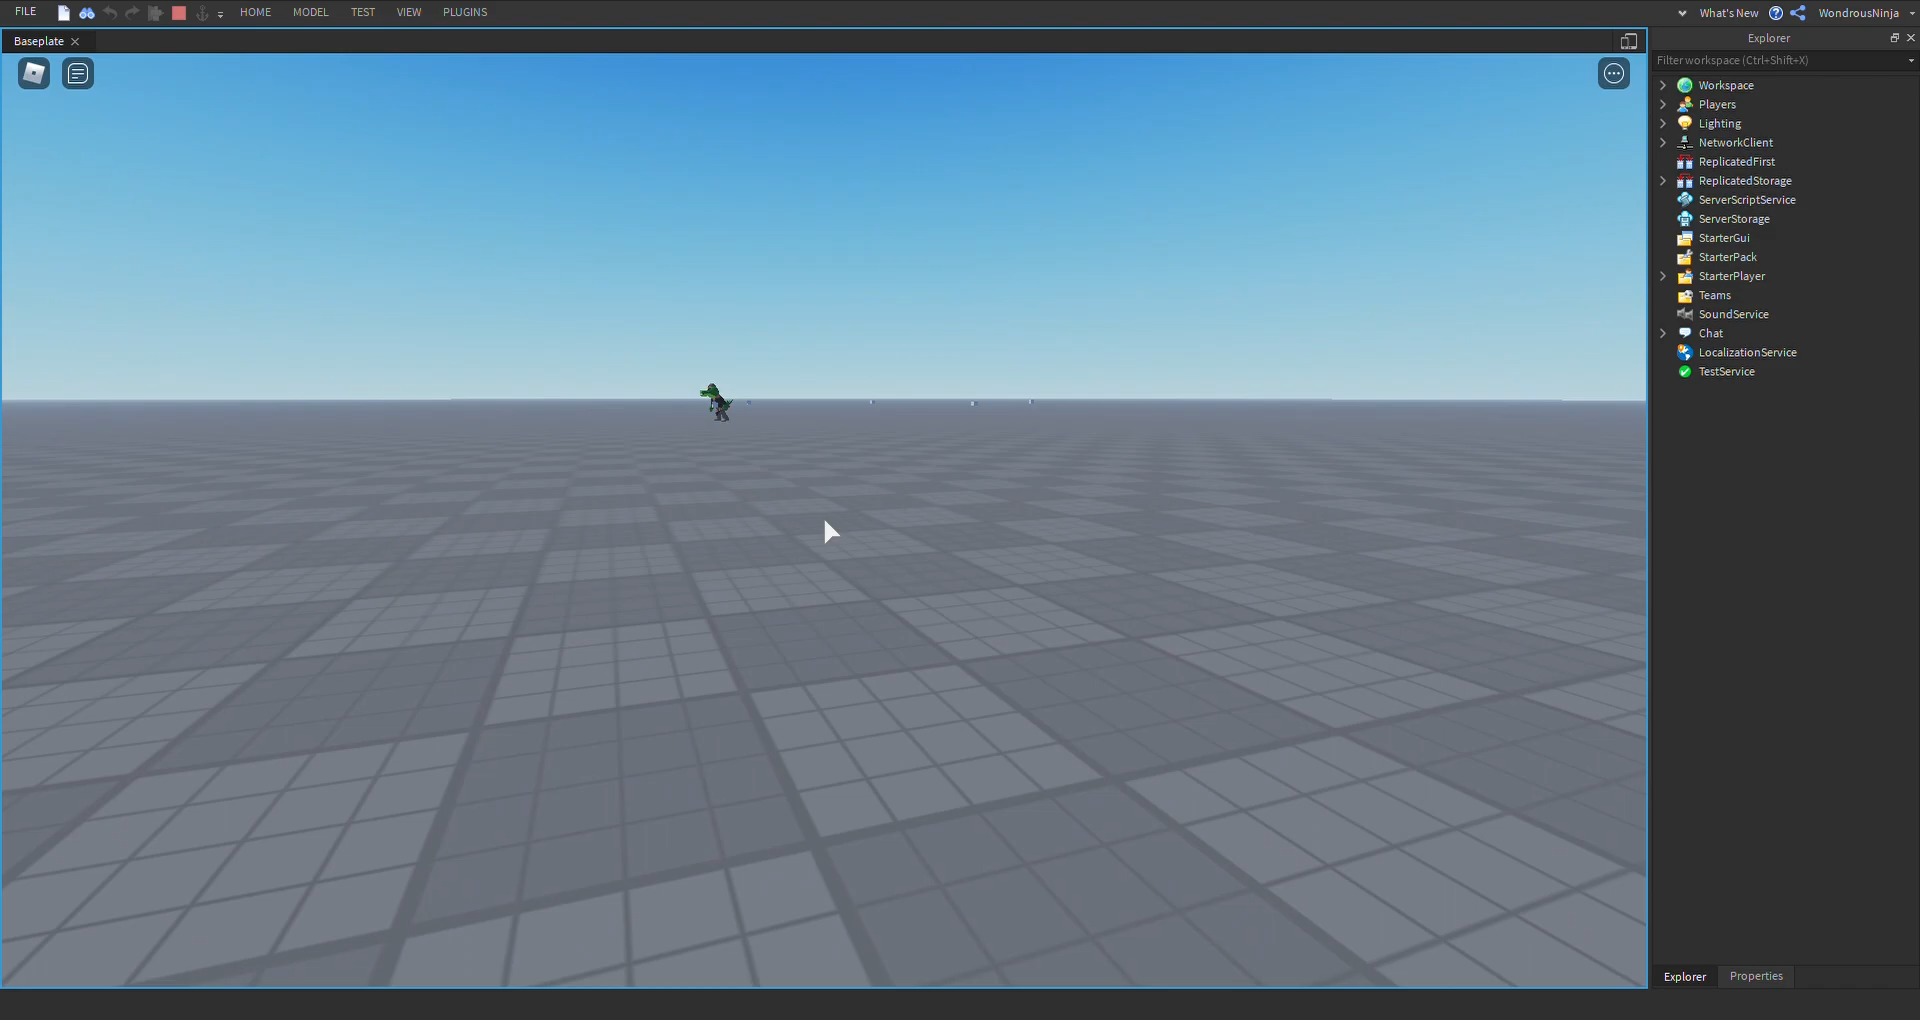 FILE
HOME
MODEL
TEST
VIEW
PLUGINS
What's New
WondrousNinja
Baseplate
Explorer
Filter workspace (Ctrl+Shift+X)
Workspace
Players
Lighting
NetworkClient
ReplicatedFirst
ReplicatedStorage
ServerScriptService
ServerStorage
StarterGui
StarterPack
StarterPlayer
Teams
SoundService
Chat
LocalizationService
TestService
Explorer
Properties